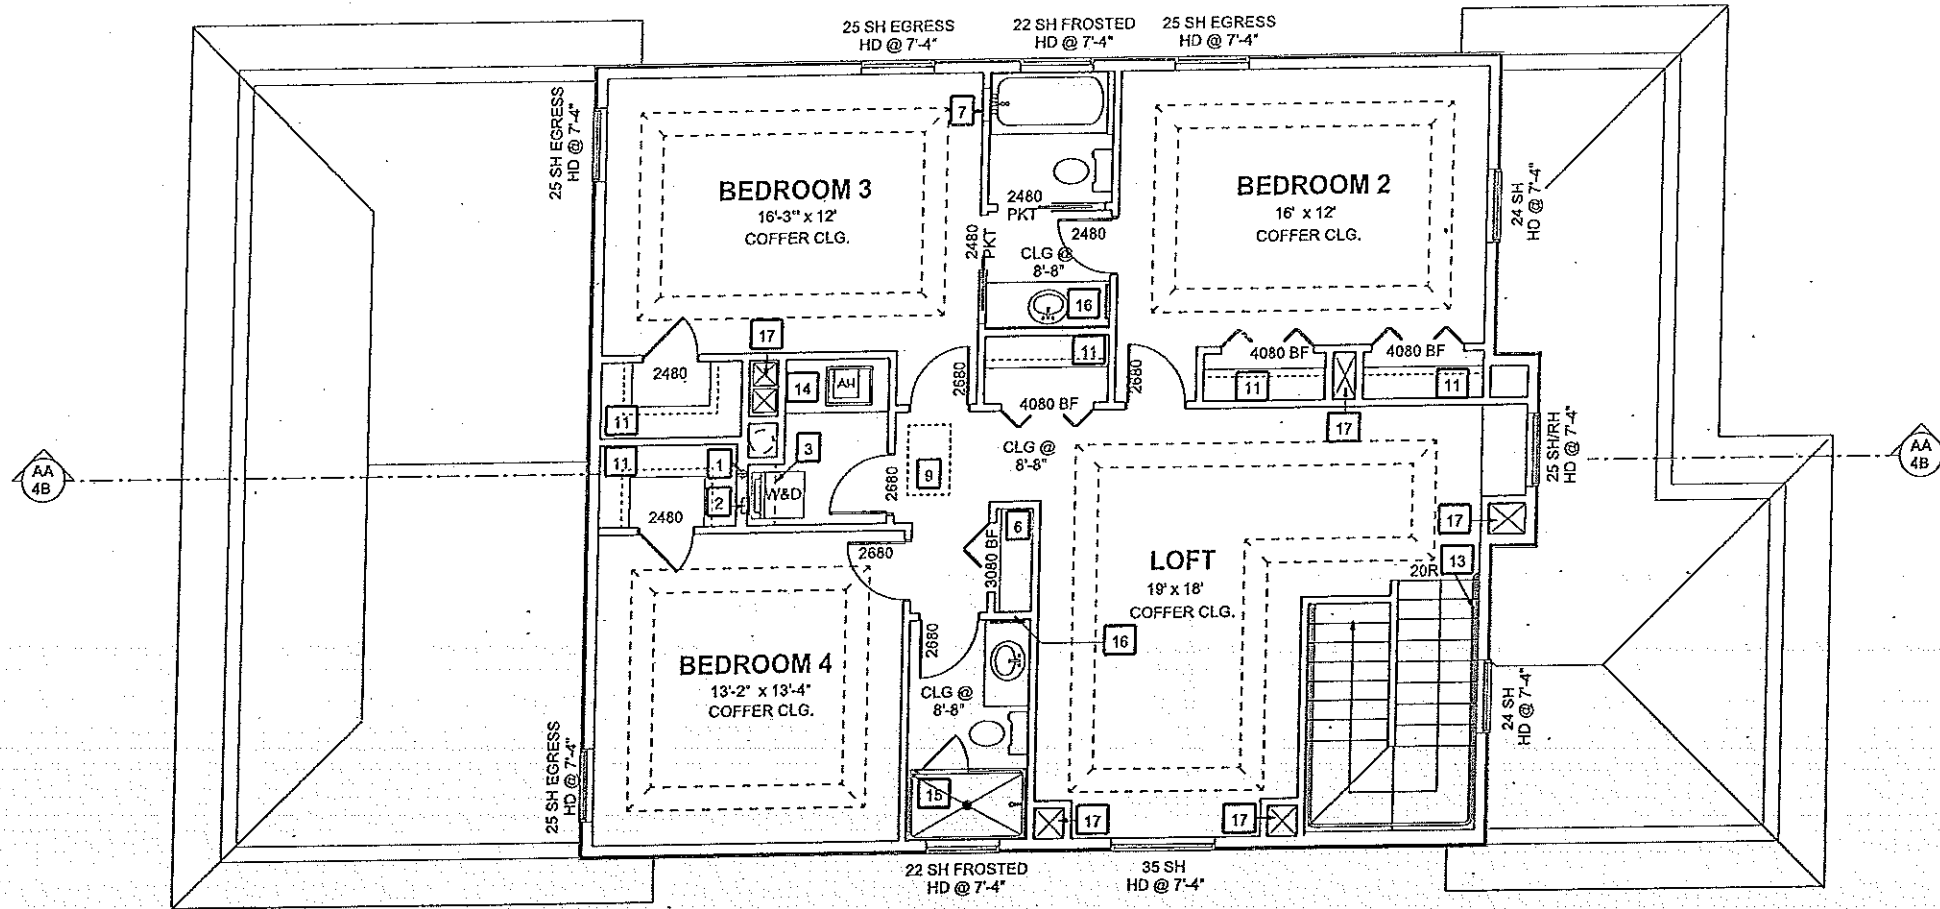 25 SH EGRESS
HD @ 7'-4"
22 SH FROSTED
HD @ 7'-4"
25 SH EGRESS
HD @ 7'-4"
25 SH EGRESS
HD @ 7'-4"
7
BEDROOM 3
16'-3" x 12'
COFFER CLG.
2480
PKT
2480
PKT
2480
CLG @
8'-8"
16
BEDROOM 2
16' x 12'
COFFER CLG.
24 SH
HD @ 7'-4"
17
2480
14
AH
2680
11
4080 BF
2680
4080 BF
4080 BF
11
11
11
17
CLG @
8'-8"
25 SH/RH
HD @ 7'-4"
AA
4B
11
1
2
3
W&D
2680
9
AA
4B
2480
2680
3080 BF
6
LOFT
19' x 18'
COFFER CLG.
17
13
20R
BEDROOM 4
13'-2" x 13'-4"
COFFER CLG.
2680
16
CLG @
8'-8"
24 SH
HD @ 7'-4"
25 SH EGRESS
HD @ 7'-4"
15
17
17
22 SH FROSTED
HD @ 7'-4"
35 SH
HD @ 7'-4"